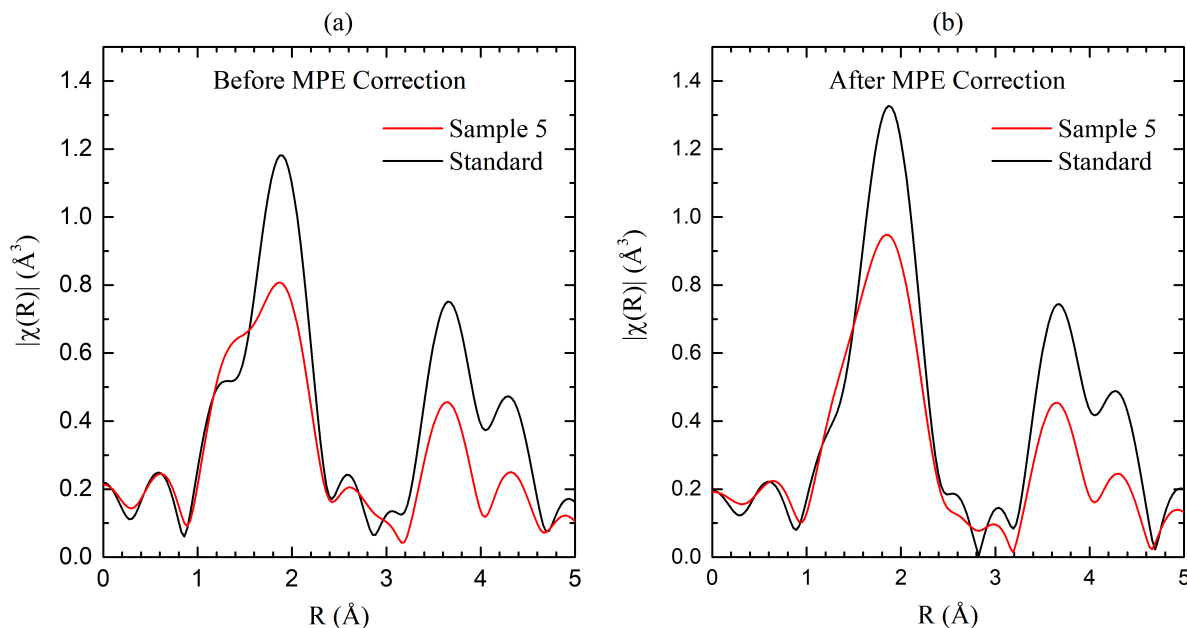 (a)
Before MPE Correction
Sample 5
Standard
1.4
1.2
1.0
0.8
0.6
0.4
0.2
0.0
|χ(R)| (Å³)
0 1 2 3 4 5
R (Å)
(b)
After MPE Correction
Sample 5
Standard
1.4
1.2
1.0
0.8
0.6
0.4
0.2
0.0
|χ(R)| (Å³)
0 1 2 3 4 5
R (Å)